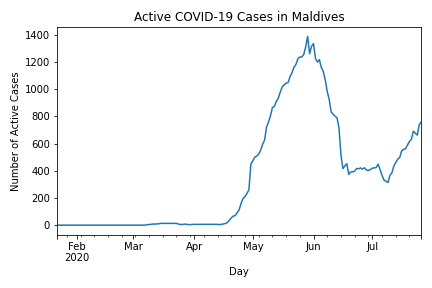 Active COVID-19 Cases in Maldives
1400
1200
1000
800
600
400
200
0
Number of Active Cases
Feb Mar Apr May Jun Jul
2020
Day